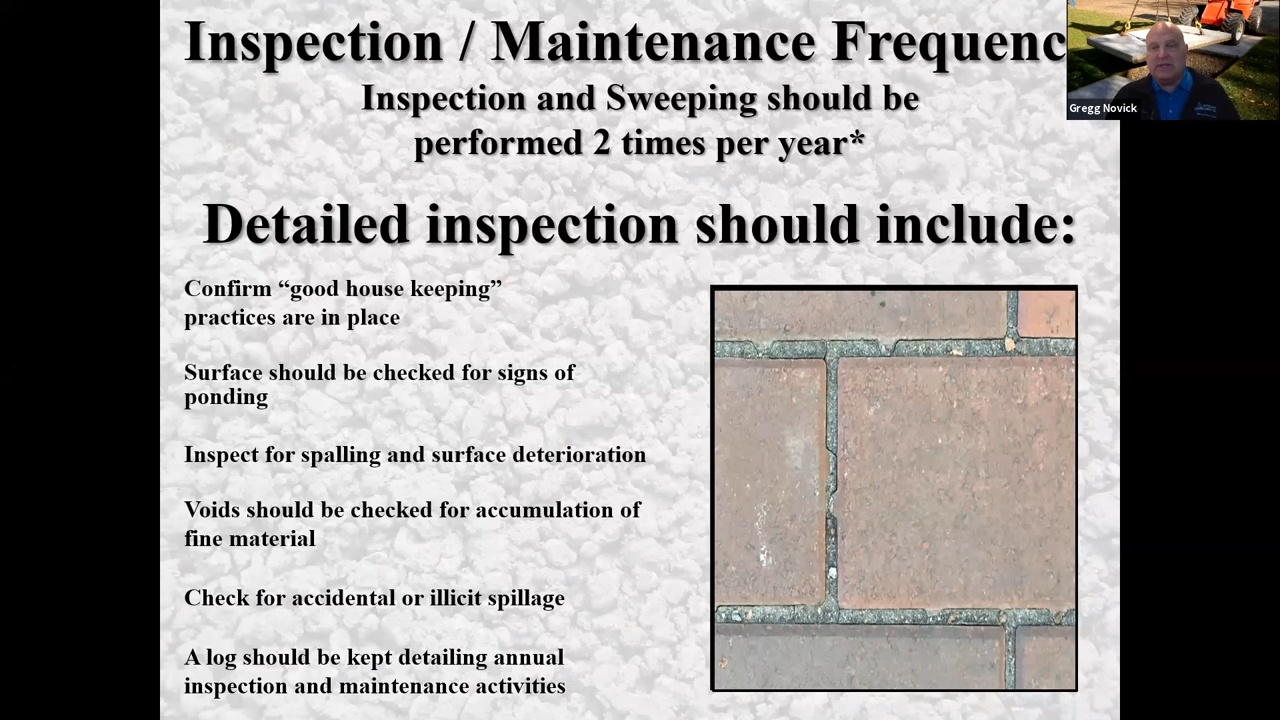 Inspection / Maintenance Frequenc
Inspection and Sweeping should be
performed 2 times per year*
Gregg Novick
Detailed inspection should include:
Confirm “good house keeping”
practices are in place
Surface should be checked for signs of
ponding
Inspect for spalling and surface deterioration
Voids should be checked for accumulation of
fine material
Check for accidental or illicit spillage
A log should be kept detailing annual
inspection and maintenance activities